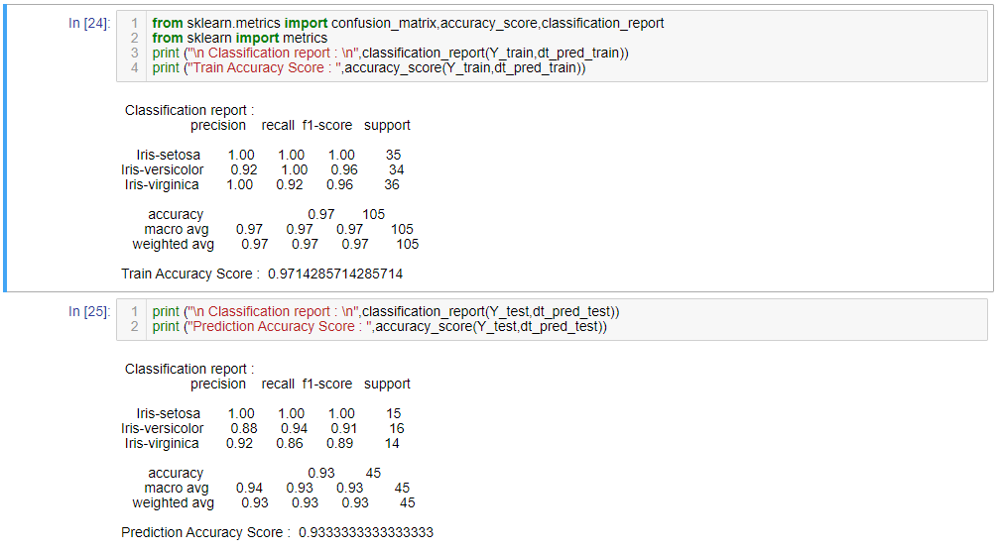 In [24]:
1 from sklearn.metrics import confusion_matrix,accuracy_score,classification_report
2 from sklearn import metrics
3 print ("\n Classification report : \n",classification_report(Y_train,dt_pred_train))
4 print ("Train Accuracy Score : ",accuracy_score(Y_train,dt_pred_train))
Classification report :
precision recall f1-score support
Iris-setosa 1.00 1.00 1.00 35
Iris-versicolor 0.92 1.00 0.96 34
Iris-virginica 1.00 0.92 0.96 36
accuracy 0.97 105
macro avg 0.97 0.97 0.97 105
weighted avg 0.97 0.97 0.97 105
Train Accuracy Score : 0.9714285714285714
In [25]:
1 print ("\n Classification report : \n",classification_report(Y_test,dt_pred_test))
2 print ("Prediction Accuracy Score : ",accuracy_score(Y_test,dt_pred_test))
Classification report :
precision recall f1-score support
Iris-setosa 1.00 1.00 1.00 15
Iris-versicolor 0.88 0.94 0.91 16
Iris-virginica 0.92 0.86 0.89 14
accuracy 0.93 45
macro avg 0.94 0.93 0.93 45
weighted avg 0.93 0.93 0.93 45
Prediction Accuracy Score : 0.9333333333333333